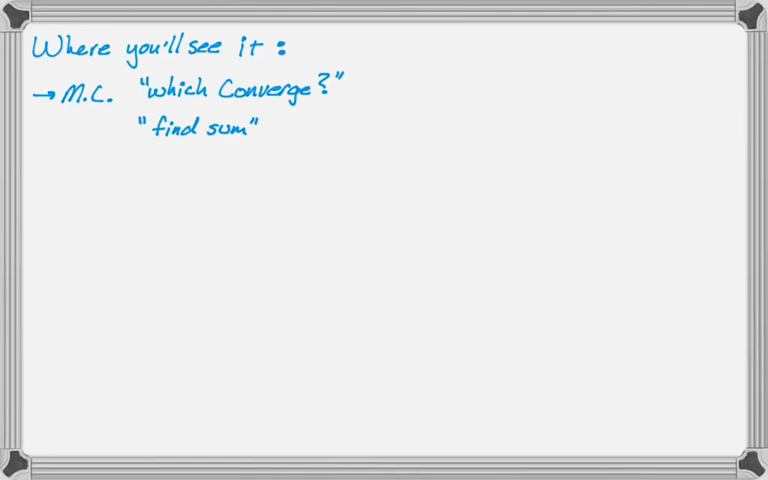 Where you'll see it :
→ M.C. "which Converge?"
"find sum"